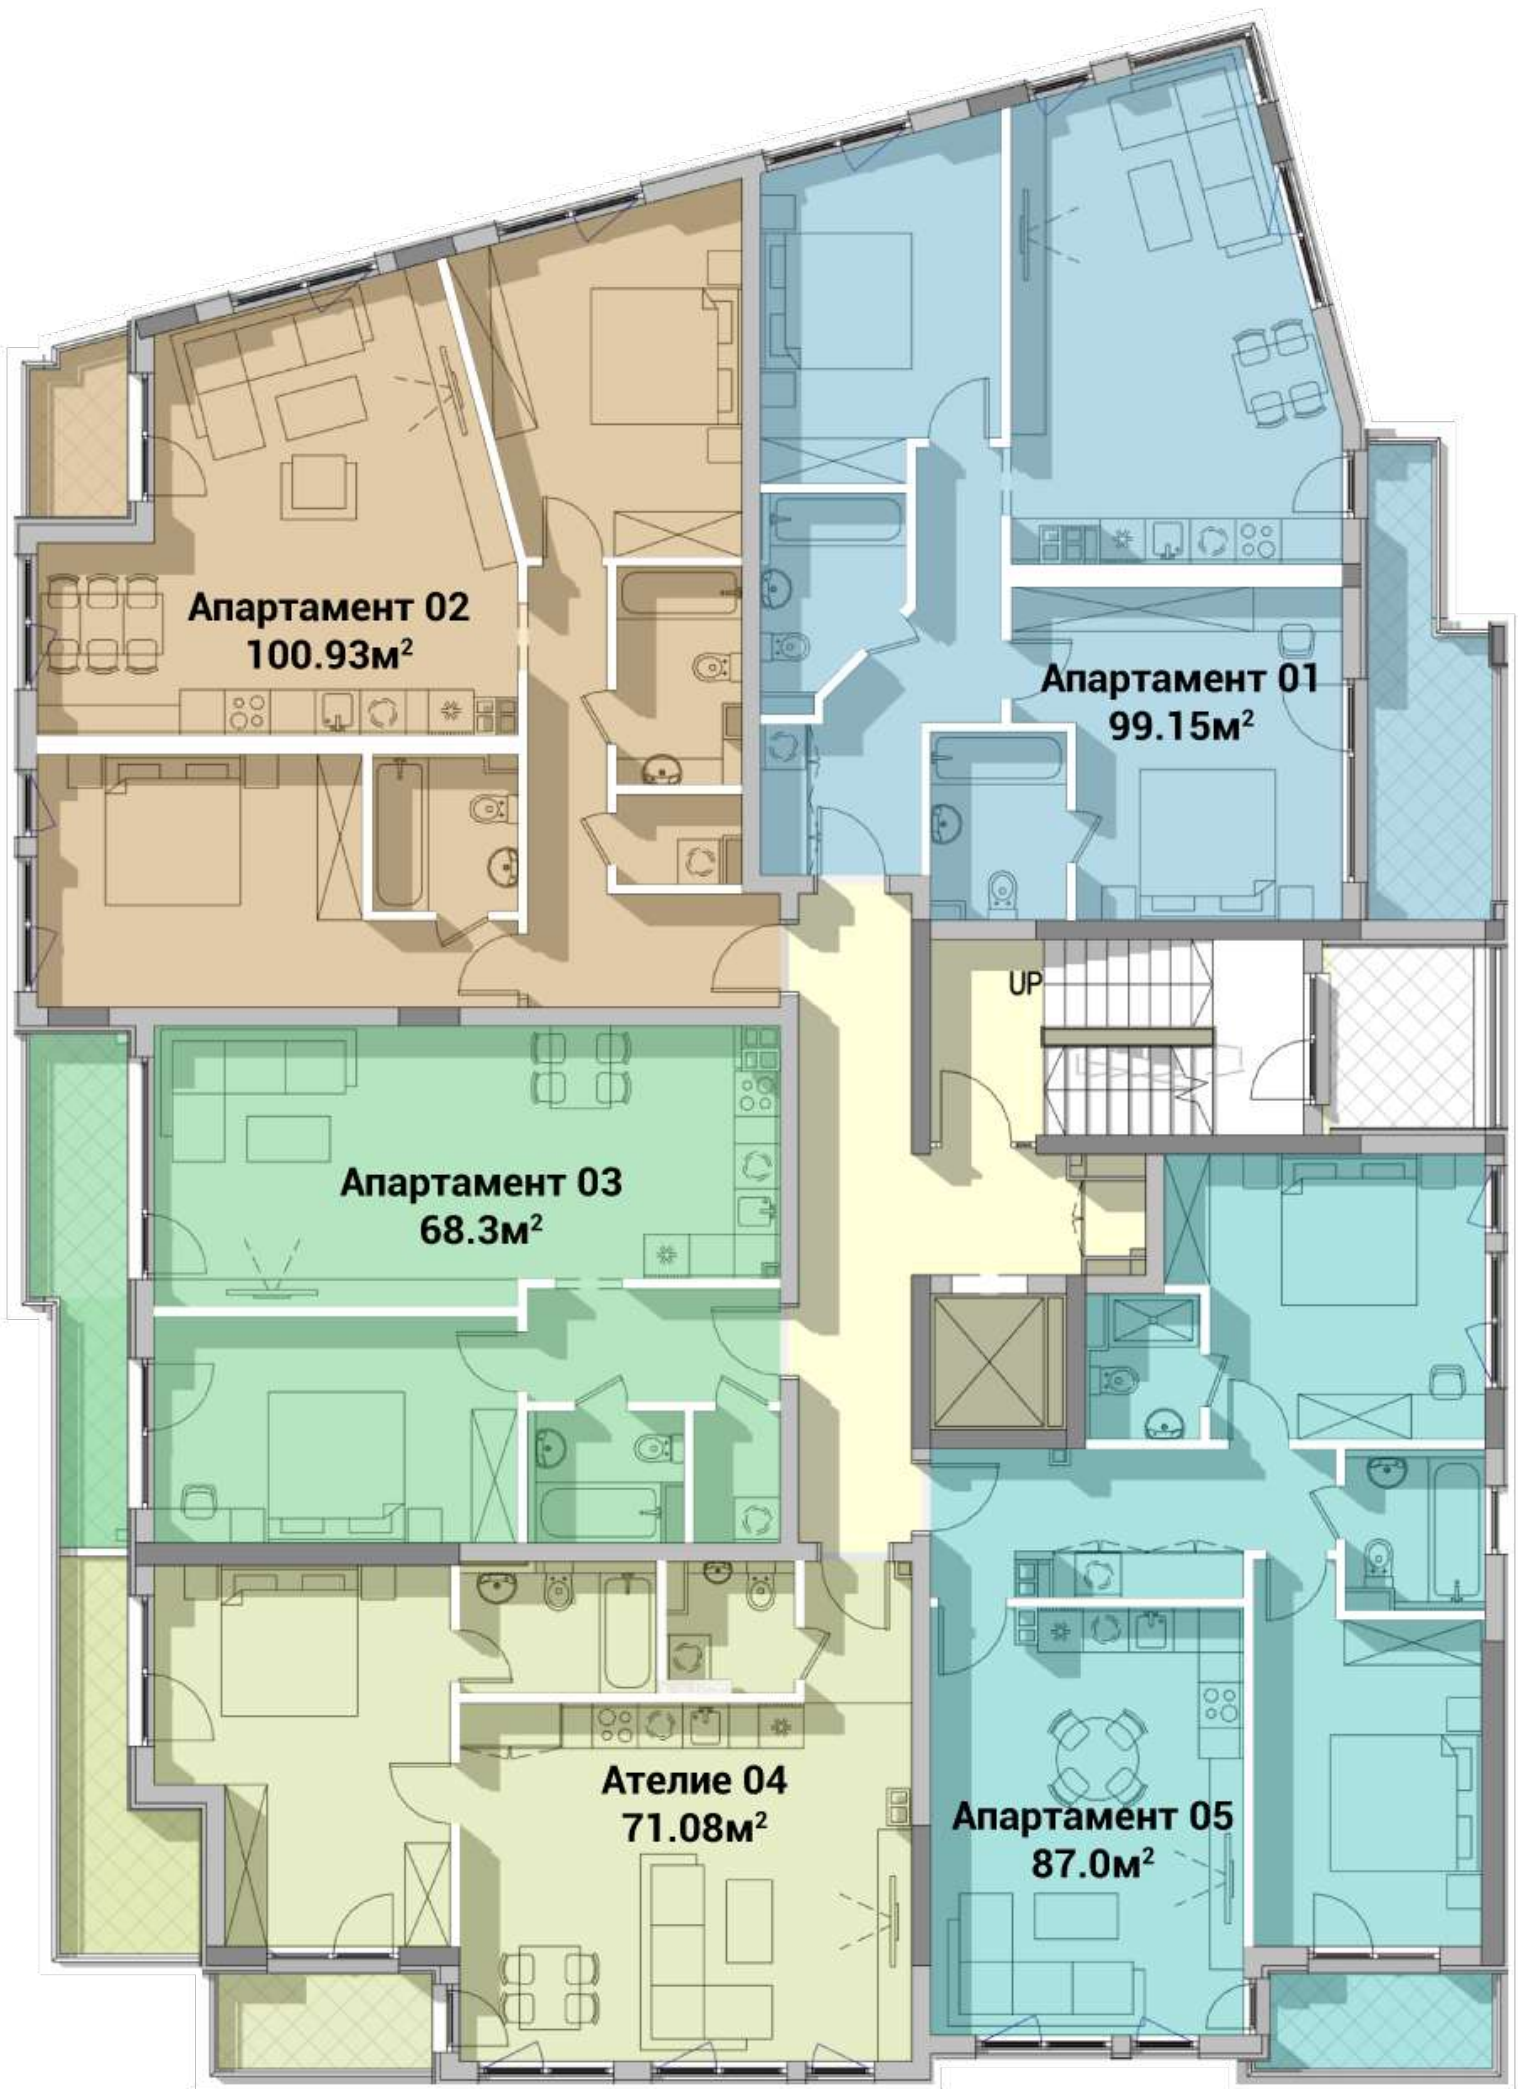 Апартамент 02
100.93м²
Апартамент 01
99.15м²
UP
Апартамент 03
68.3м²
Ателие 04
71.08м²
Апартамент 05
87.0м²